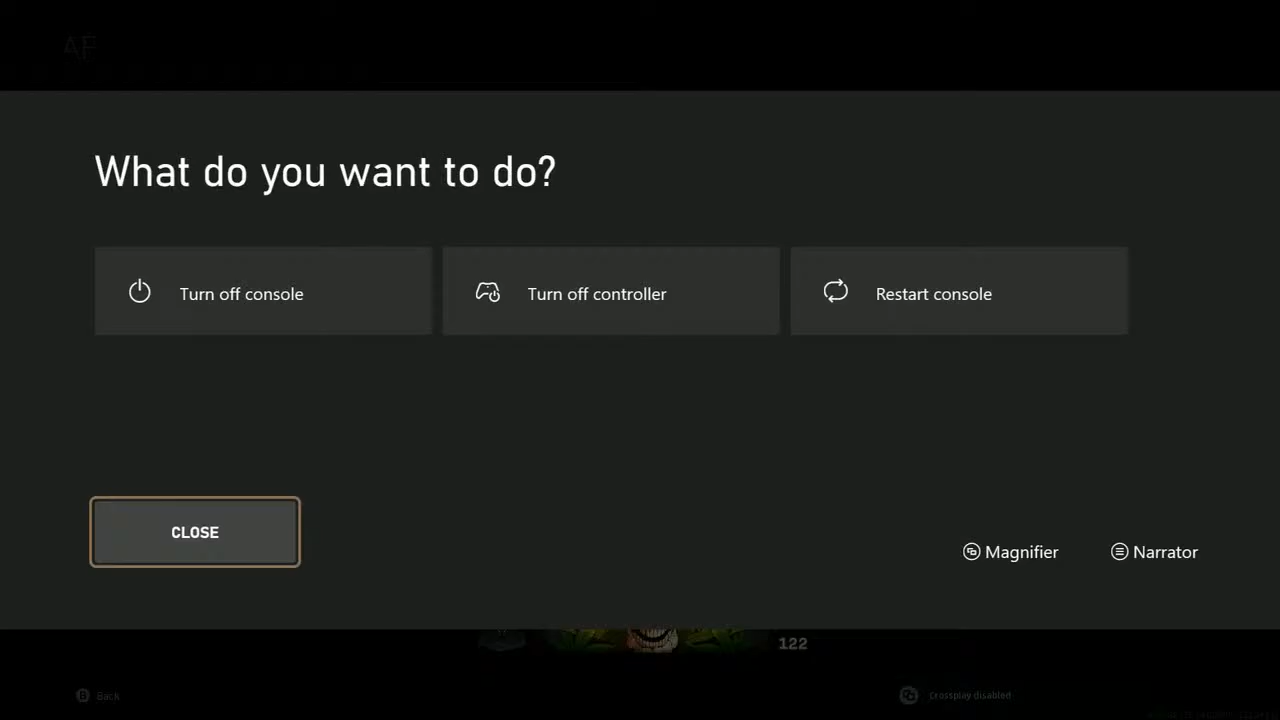 AF
What do you want to do?
Turn off console
Turn off controller
Restart console
CLOSE
Magnifier
Narrator
122
B Back
Crossplay disabled